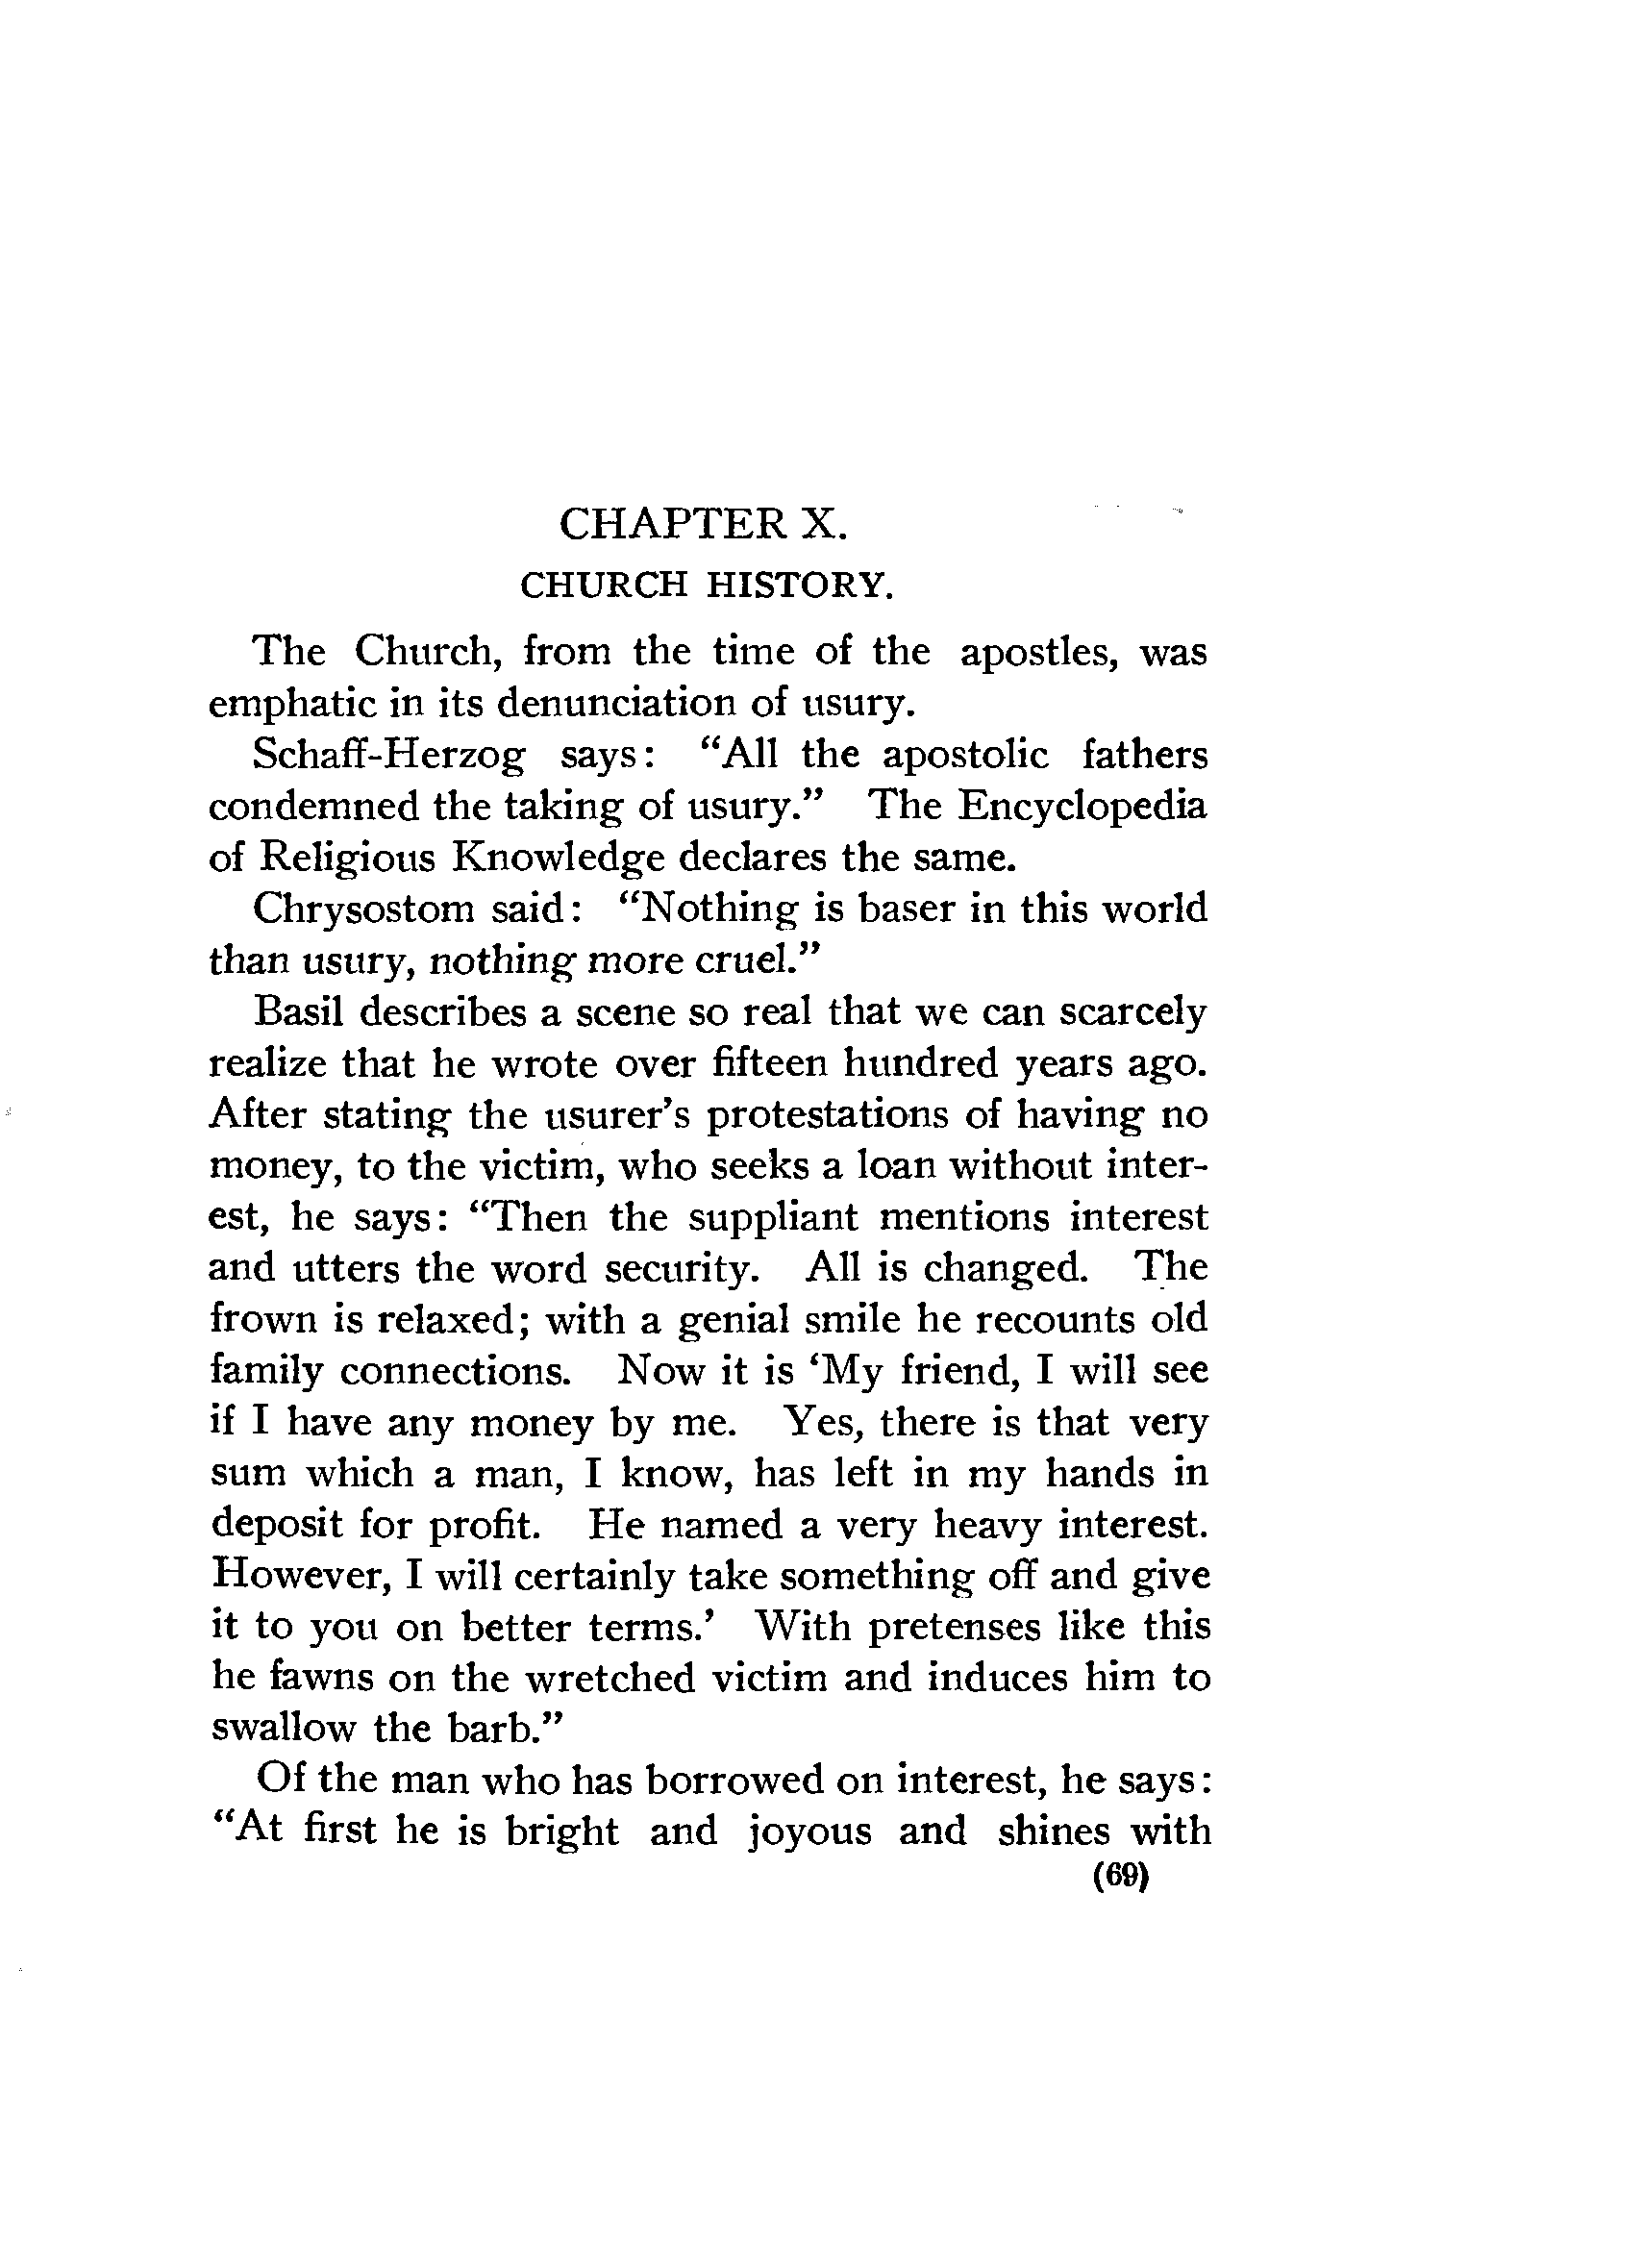 CHAPTER X.
CHURCH HISTORY.
The Church, from the time of the apostles, was
emphatic in its denunciation of usury.
Schaff-Herzog says: “All the apostolic fathers
condemned the taking of usury.” The Encyclopedia
of Religious Knowledge declares the same.
Chrysostom said: “Nothing is baser in this world
than usury, nothing more cruel.”
Basil describes a scene so real that we can scarcely
realize that he wrote over fifteen hundred years ago.
After stating the usurer’s protestations of having no
money, to the victim, who seeks a loan without inter-
est, he says: “Then the suppliant mentions interest
and utters the word security. All is changed. The
frown is relaxed; with a genial smile he recounts old
family connections. Now it is ‘My friend, I will see
if I have any money by me. Yes, there is that very
sum which a man, I know, has left in my hands in
deposit for profit. He named a very heavy interest.
However, I will certainly take something off and give
it to you on better terms.’ With pretenses like this
he fawns on the wretched victim and induces him to
swallow the barb.”
Of the man who has borrowed on interest, he says:
“At first he is bright and joyous and shines with
(69)